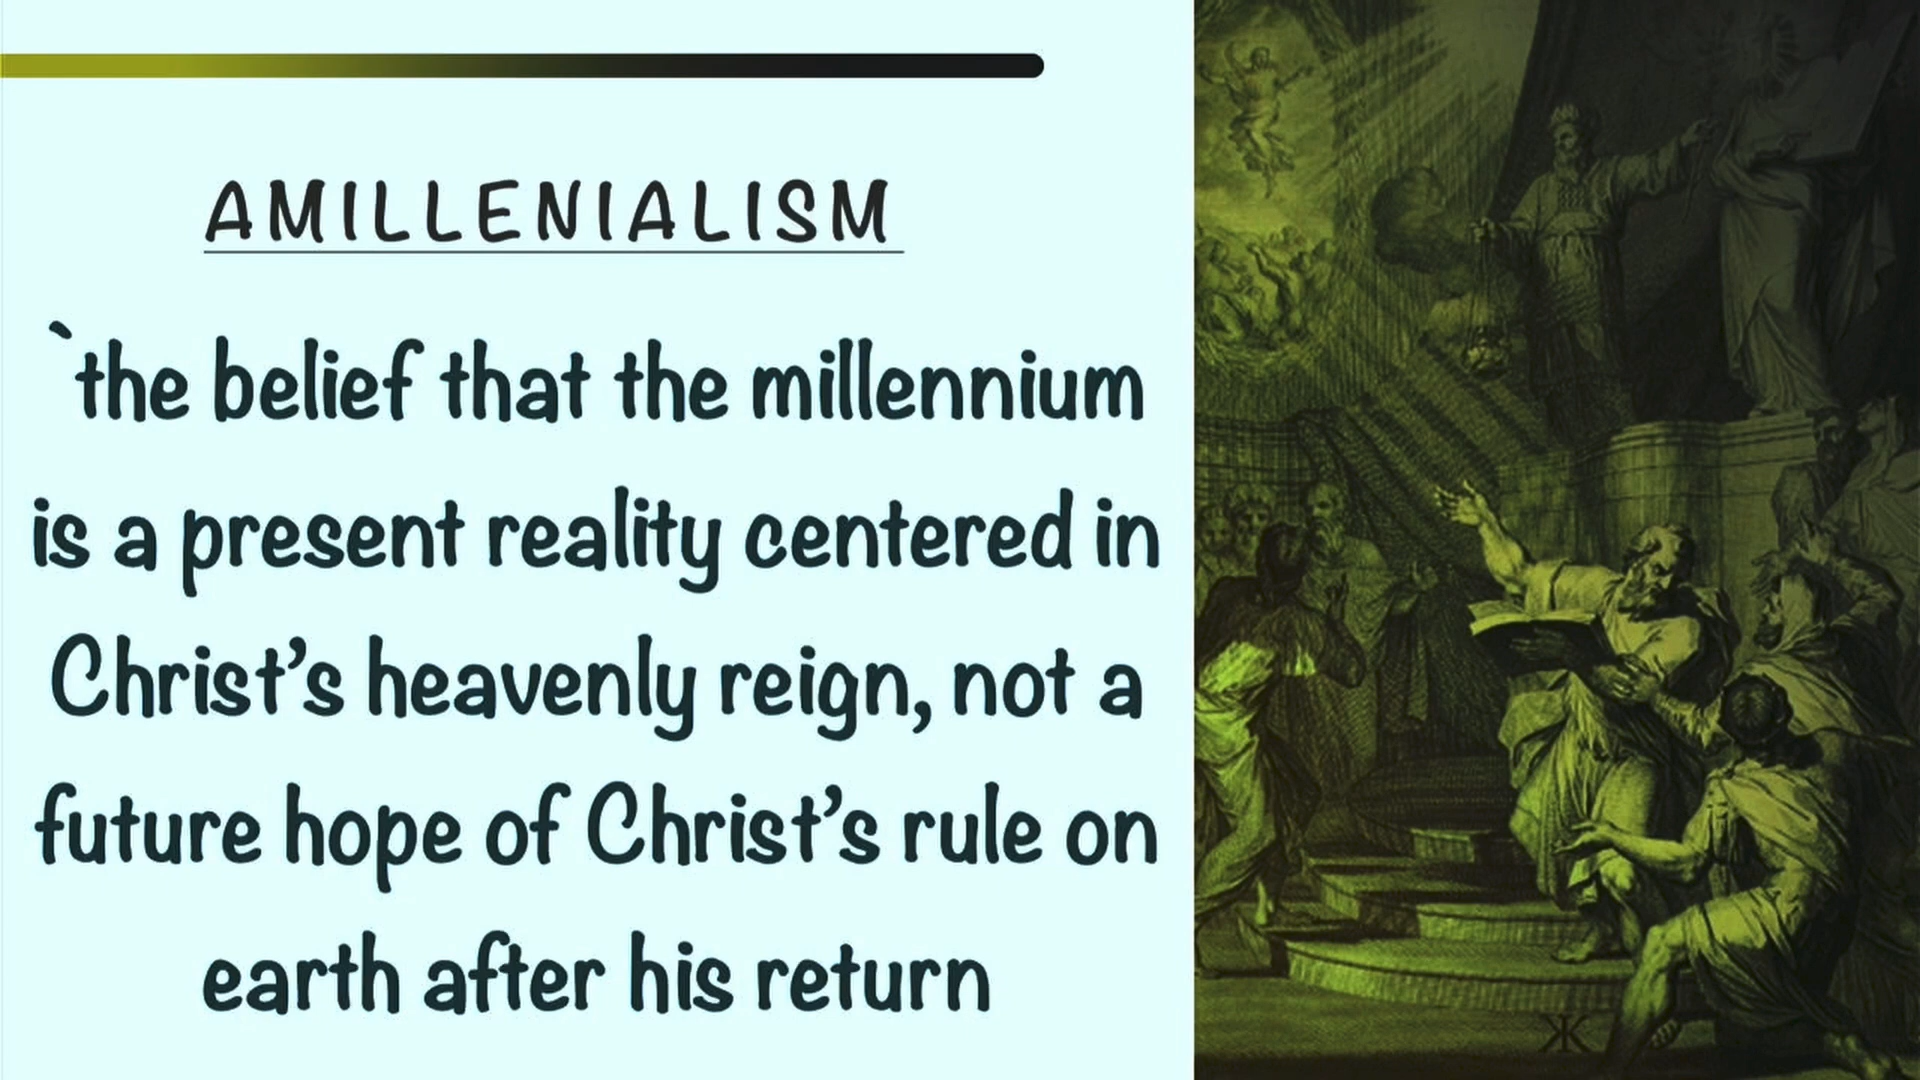 AMILLENIALISM
`the belief that the millennium
is a present reality centered in
Christ’s heavenly reign, not a
future hope of Christ’s rule on
earth after his return